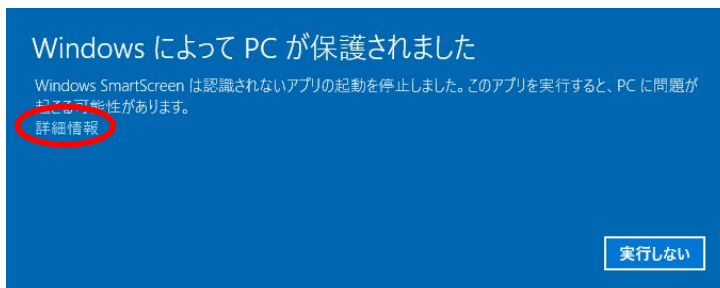 Windows によって PC が保護されました
Windows SmartScreen は認識されないアプリの起動を停止しました。このアプリを実行すると、PC に問題が
起こる可能性があります。
詳細情報
実行しない